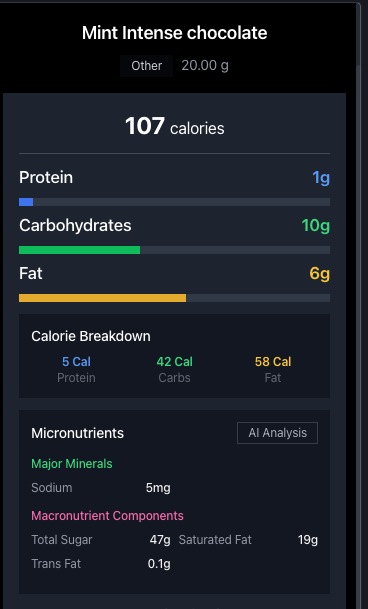 Mint Intense chocolate
Other 20.00 g
107 calories
Protein 1g
Carbohydrates 10g
Fat 6g
Calorie Breakdown
5 Cal 42 Cal 58 Cal
Protein Carbs Fat
Micronutrients AI Analysis
Major Minerals
Sodium 5mg
Macronutrient Components
Total Sugar 47g Saturated Fat 19g
Trans Fat 0.1g